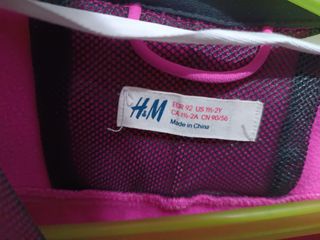 H&M
EUR 92 US 1½-2Y
CA 1½-2A CN 90/56
Made in China